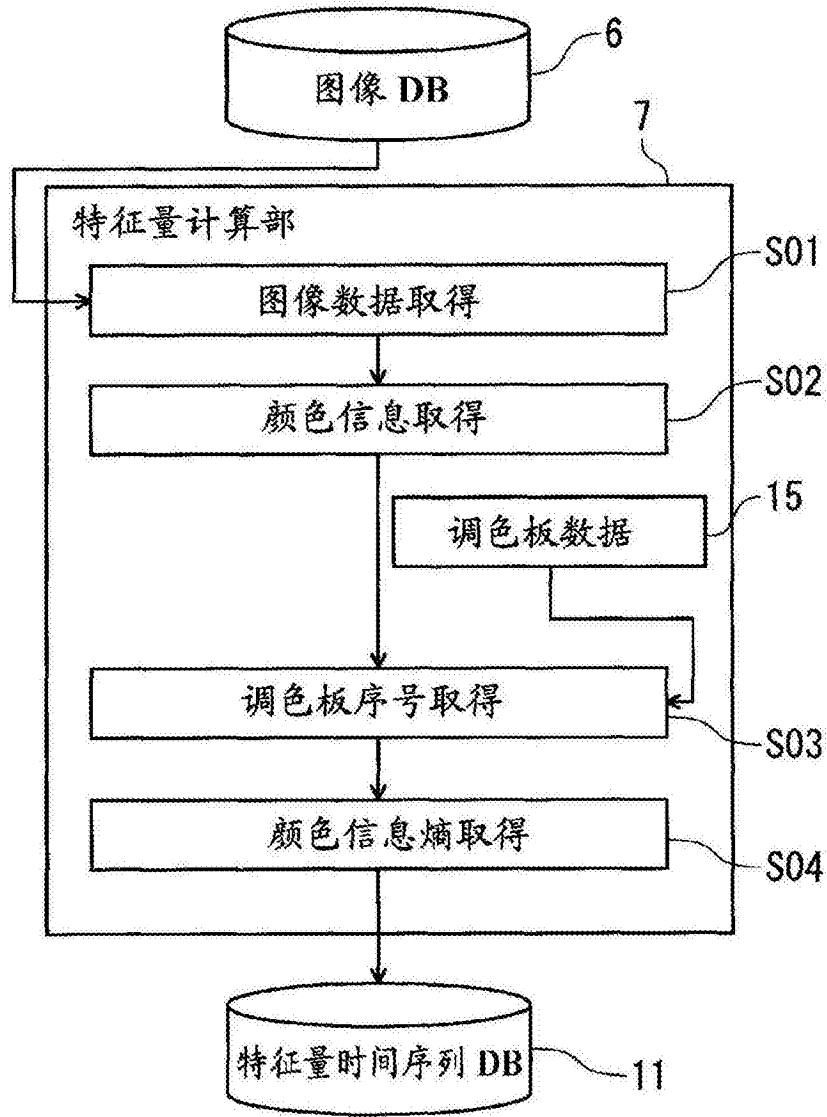 6
图像 DB
7
特征量计算部
S01
图像数据取得
S02
颜色信息取得
15
调色板数据
调色板序号取得
S03
颜色信息熵取得
S04
特征量时间序列 DB
11